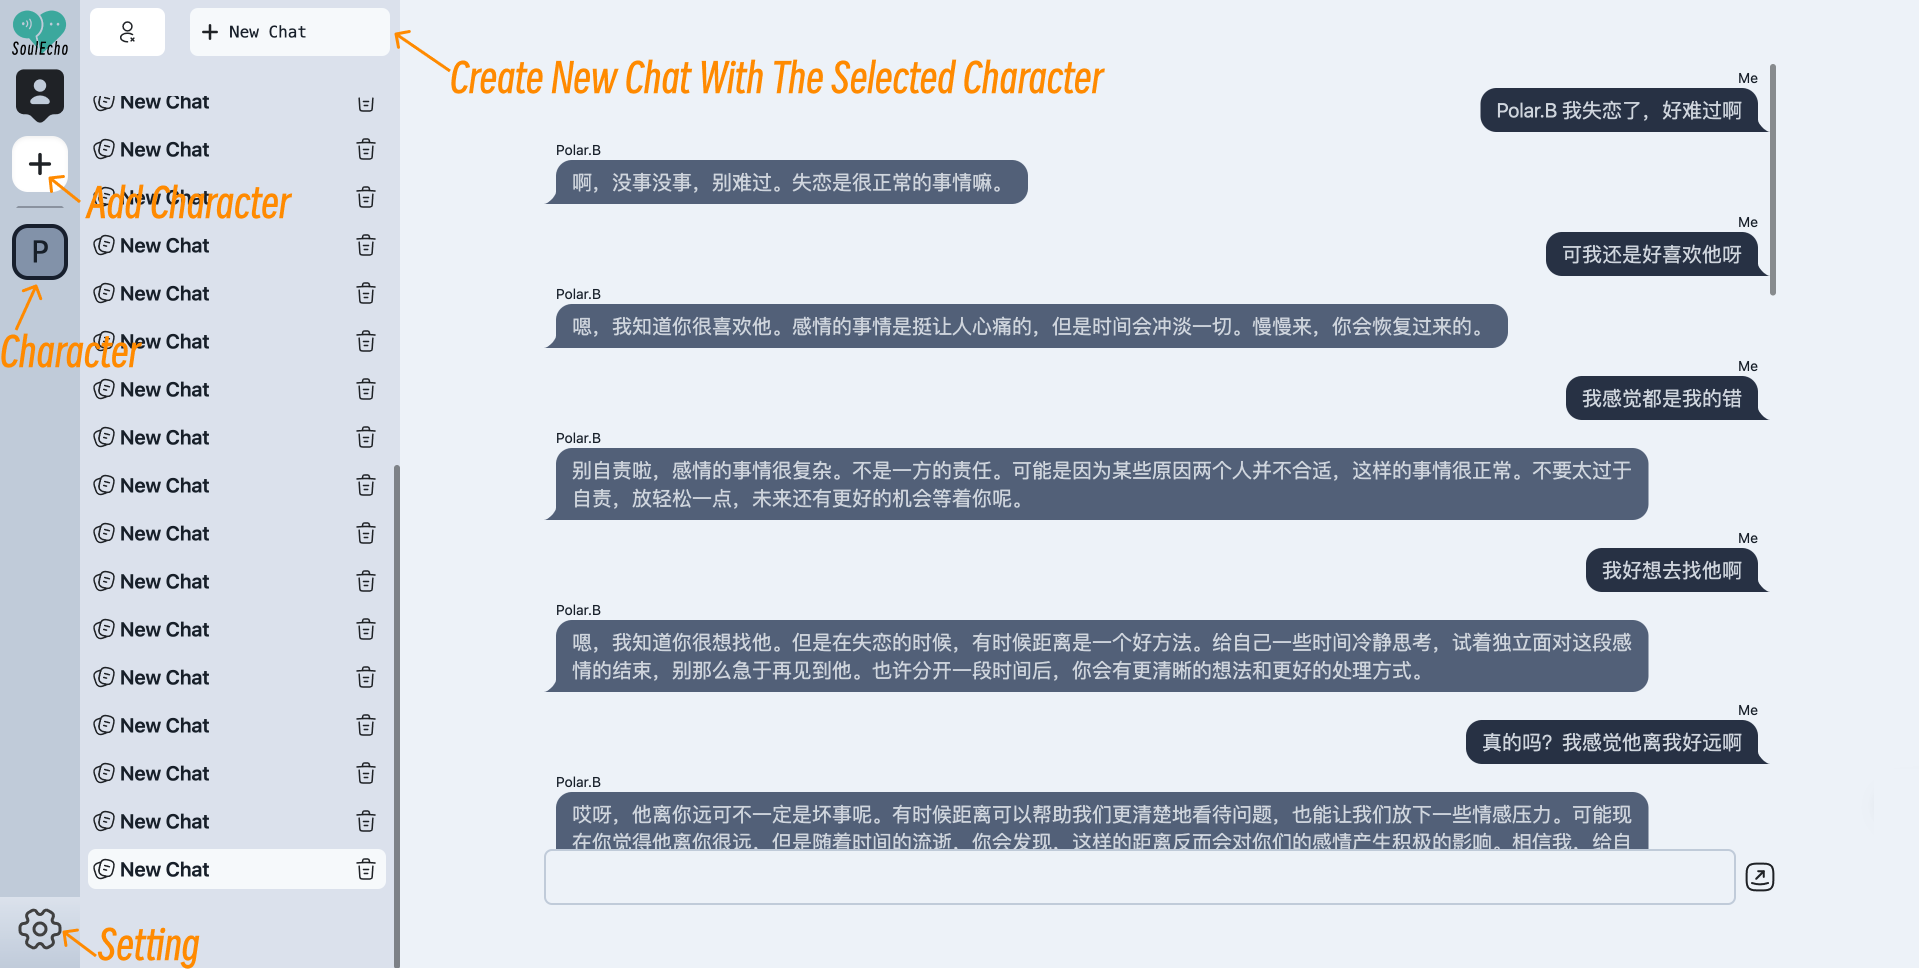 SoulEcho
New Chat
Create New Chat With The Selected Character
New Chat
New Chat
New Chat
Add Character
New Chat
P
New Chat
New Chat
Character
New Chat
New Chat
New Chat
New Chat
New Chat
New Chat
New Chat
New Chat
New Chat
New Chat
New Chat
Setting
Me
Polar.B 我失恋了，好难过啊
Polar.B
啊，没事没事，别难过。失恋是很正常的事情嘛。
Me
可我还是好喜欢他呀
Polar.B
嗯，我知道你很喜欢他。感情的事情是挺让人心痛的，但是时间会冲淡一切。慢慢来，你会恢复过来的。
Me
我感觉都是我的错
Polar.B
别自责啦，感情的事情很复杂。不是一方的责任。可能是因为某些原因两个人并不合适，这样的事情很正常。不要太过于
自责，放轻松一点，未来还有更好的机会等着你呢。
Me
我好想去找他啊
Polar.B
嗯，我知道你很想找他。但是在失恋的时候，有时候距离是一个好方法。给自己一些时间冷静思考，试着独立面对这段感
情的结束，别那么急于再见到他。也许分开一段时间后，你会有更清晰的想法和更好的处理方式。
Me
真的吗？我感觉他离我好远啊
Polar.B
哎呀，他离你远可不一定是坏事呢。有时候距离可以帮助我们更清楚地看待问题，也能让我们放下一些情感压力。可能现
在你觉得他离你很远，但是随着时间的流逝，你会发现，这样的距离反而会对你们的感情产生积极的影响。相信我，给自